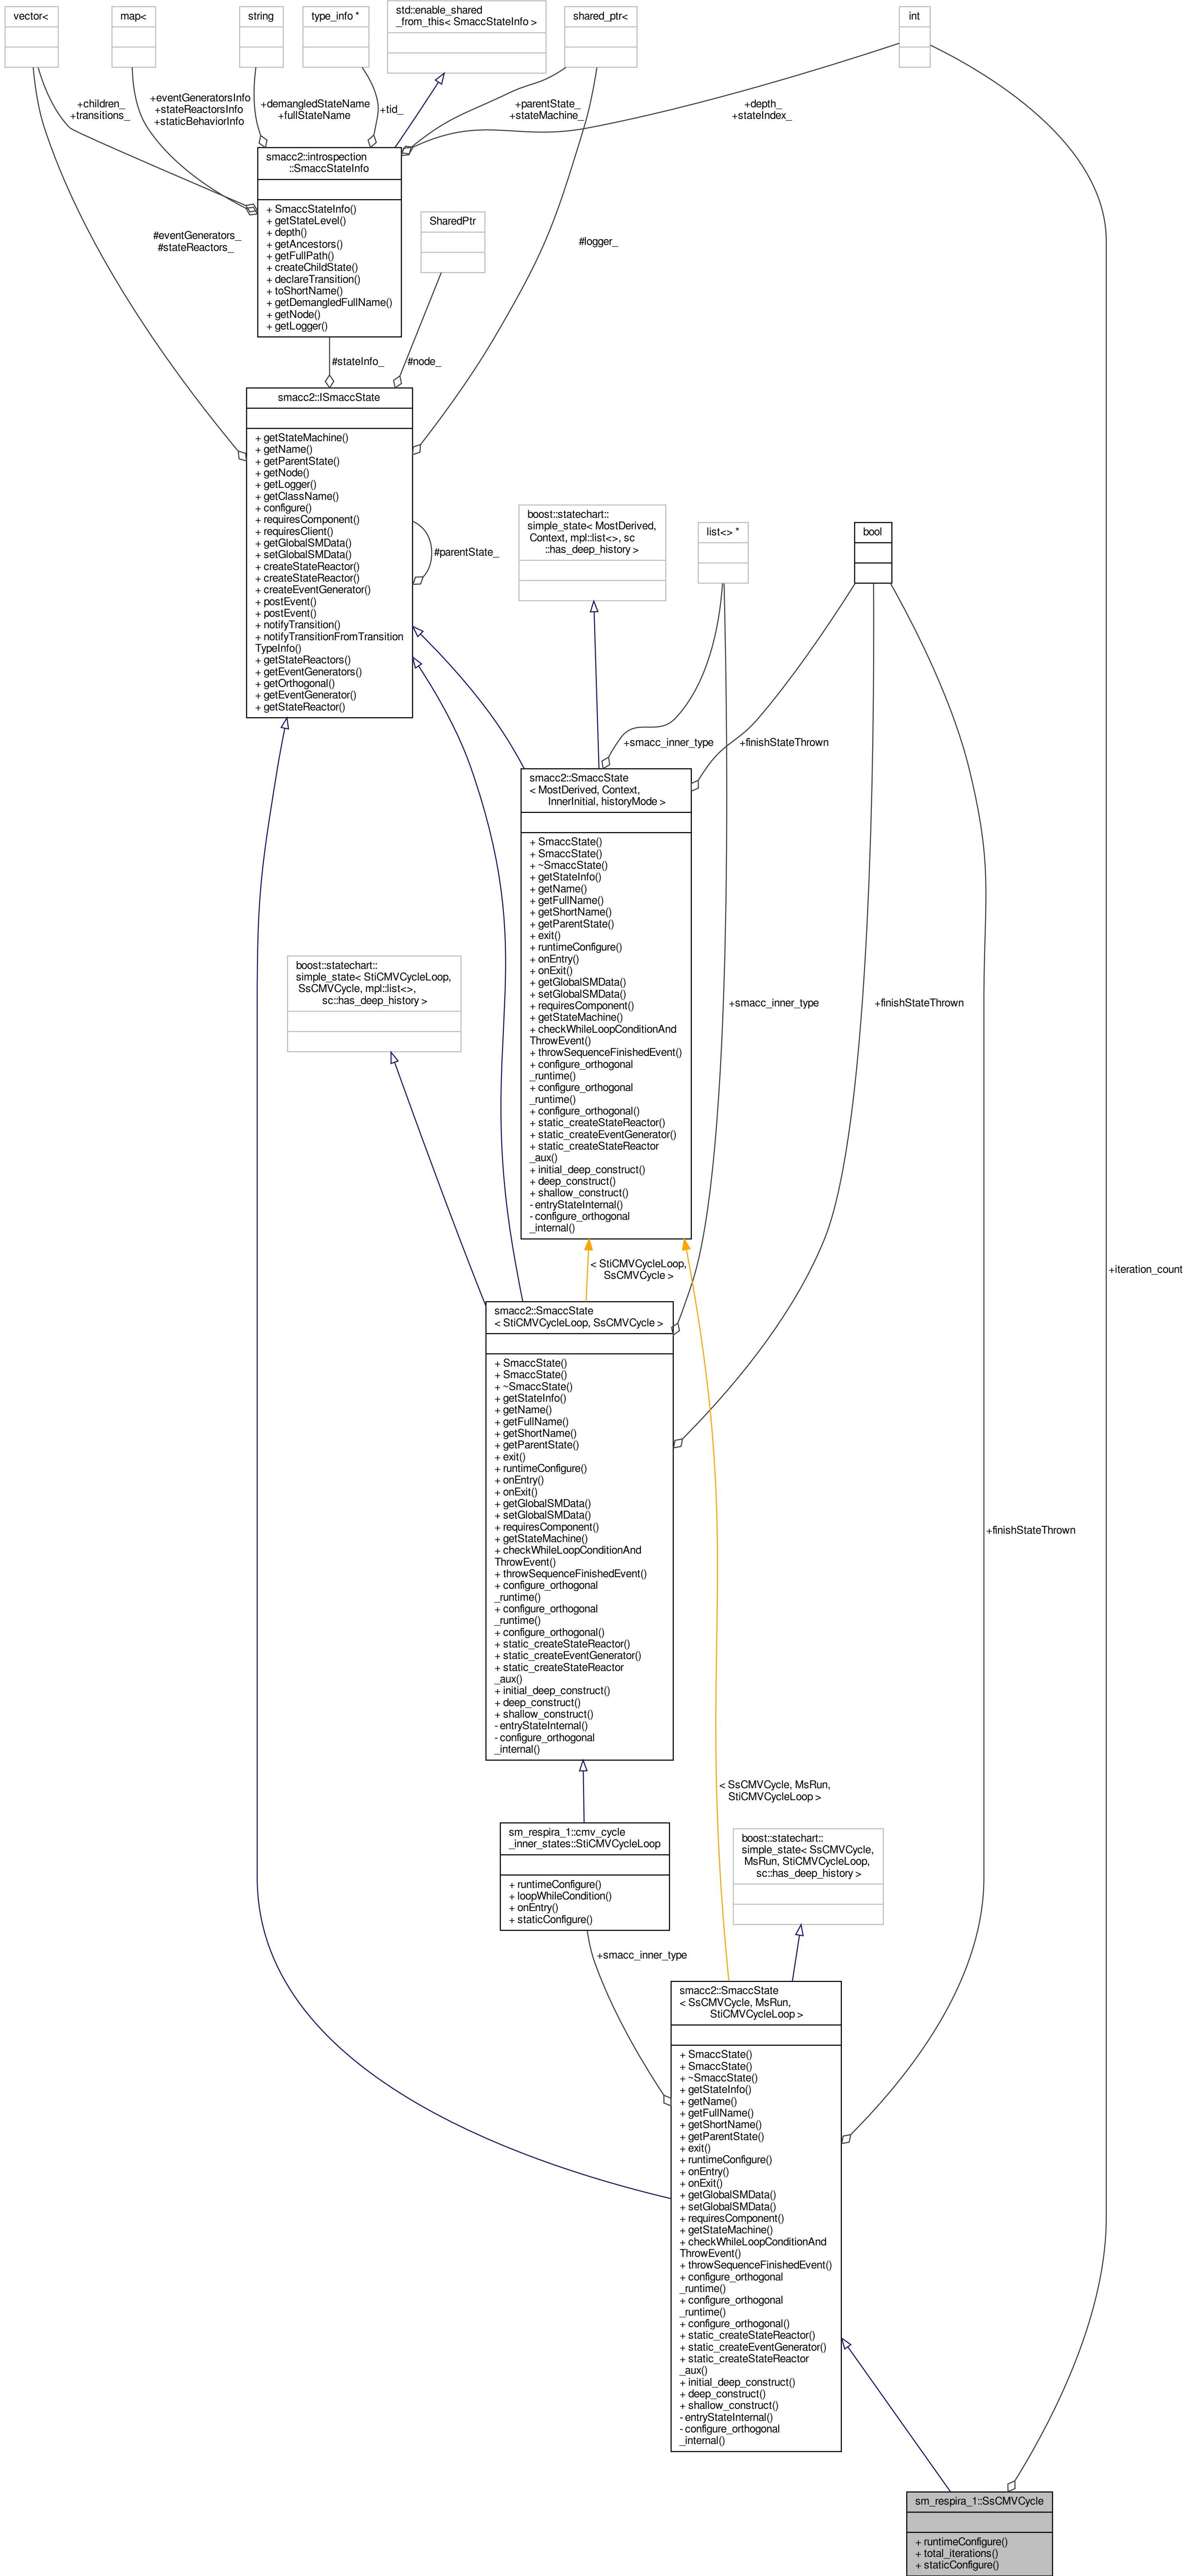 vector<
map<
string
type_info *
std::enable_shared
_from_this< SmaccStateInfo >
shared_ptr<
int
+children_
+transitions_
+eventGeneratorsInfo
+stateReactorsInfo
+staticBehaviorInfo
+demangledStateName
+fullStateName
+tid_
+parentState_
+stateMachine_
+depth_
+stateIndex_
smacc2::introspection
::SmaccStateInfo
+ SmaccStateInfo()
+ getStateLevel()
+ depth()
+ getAncestors()
+ getFullPath()
+ createChildState()
+ declareTransition()
+ toShortName()
+ getDemangledFullName()
+ getNode()
+ getLogger()
SharedPtr
#eventGenerators_
#stateReactors_
#logger_
#stateInfo_
#node_
smacc2::ISmaccState
+ getStateMachine()
+ getName()
+ getParentState()
+ getNode()
+ getLogger()
+ getClassName()
+ configure()
+ requiresComponent()
+ requiresClient()
+ getGlobalSMData()
+ setGlobalSMData()
+ createStateReactor()
+ createStateReactor()
+ createEventGenerator()
+ postEvent()
+ postEvent()
+ notifyTransition()
+ notifyTransitionFromTransition
TypeInfo()
+ getStateReactors()
+ getEventGenerators()
+ getOrthogonal()
+ getEventGenerator()
+ getStateReactor()
#parentState_
boost::statechart::
simple_state< MostDerived,
Context, mpl::list<>, sc
::has_deep_history >
list<> *
bool
+smacc_inner_type
+finishStateThrown
smacc2::SmaccState
< MostDerived, Context,
InnerInitial, historyMode >
+ SmaccState()
+ SmaccState()
+ ~SmaccState()
+ getStateInfo()
+ getName()
+ getFullName()
+ getShortName()
+ getParentState()
+ exit()
+ runtimeConfigure()
+ onEntry()
+ onExit()
+ getGlobalSMData()
+ setGlobalSMData()
+ requiresComponent()
+ getStateMachine()
+ checkWhileLoopConditionAnd
ThrowEvent()
+ throwSequenceFinishedEvent()
+ configure_orthogonal
_runtime()
+ configure_orthogonal
_runtime()
+ configure_orthogonal()
+ static_createStateReactor()
+ static_createEventGenerator()
+ static_createStateReactor
_aux()
+ initial_deep_construct()
+ deep_construct()
+ shallow_construct()
- entryStateInternal()
- configure_orthogonal
_internal()
boost::statechart::
simple_state< StiCMVCycleLoop,
SsCMVCycle, mpl::list<>,
sc::has_deep_history >
+smacc_inner_type
+finishStateThrown
< StiCMVCycleLoop,
SsCMVCycle >
+iteration_count
smacc2::SmaccState
< StiCMVCycleLoop, SsCMVCycle >
+ SmaccState()
+ SmaccState()
+ ~SmaccState()
+ getStateInfo()
+ getName()
+ getFullName()
+ getShortName()
+ getParentState()
+ exit()
+ runtimeConfigure()
+ onEntry()
+ onExit()
+ getGlobalSMData()
+ setGlobalSMData()
+ requiresComponent()
+ getStateMachine()
+ checkWhileLoopConditionAnd
ThrowEvent()
+ throwSequenceFinishedEvent()
+ configure_orthogonal
_runtime()
+ configure_orthogonal
_runtime()
+ configure_orthogonal()
+ static_createStateReactor()
+ static_createEventGenerator()
+ static_createStateReactor
_aux()
+ initial_deep_construct()
+ deep_construct()
+ shallow_construct()
- entryStateInternal()
- configure_orthogonal
_internal()
+finishStateThrown
< SsCMVCycle, MsRun,
StiCMVCycleLoop >
sm_respira_1::cmv_cycle
_inner_states::StiCMVCycleLoop
+ runtimeConfigure()
+ loopWhileCondition()
+ onEntry()
+ staticConfigure()
boost::statechart::
simple_state< SsCMVCycle,
MsRun, StiCMVCycleLoop,
sc::has_deep_history >
+smacc_inner_type
smacc2::SmaccState
< SsCMVCycle, MsRun,
StiCMVCycleLoop >
+ SmaccState()
+ SmaccState()
+ ~SmaccState()
+ getStateInfo()
+ getName()
+ getFullName()
+ getShortName()
+ getParentState()
+ exit()
+ runtimeConfigure()
+ onEntry()
+ onExit()
+ getGlobalSMData()
+ setGlobalSMData()
+ requiresComponent()
+ getStateMachine()
+ checkWhileLoopConditionAnd
ThrowEvent()
+ throwSequenceFinishedEvent()
+ configure_orthogonal
_runtime()
+ configure_orthogonal
_runtime()
+ configure_orthogonal()
+ static_createStateReactor()
+ static_createEventGenerator()
+ static_createStateReactor
_aux()
+ initial_deep_construct()
+ deep_construct()
+ shallow_construct()
- entryStateInternal()
- configure_orthogonal
_internal()
sm_respira_1::SsCMVCycle
+ runtimeConfigure()
+ total_iterations()
+ staticConfigure()